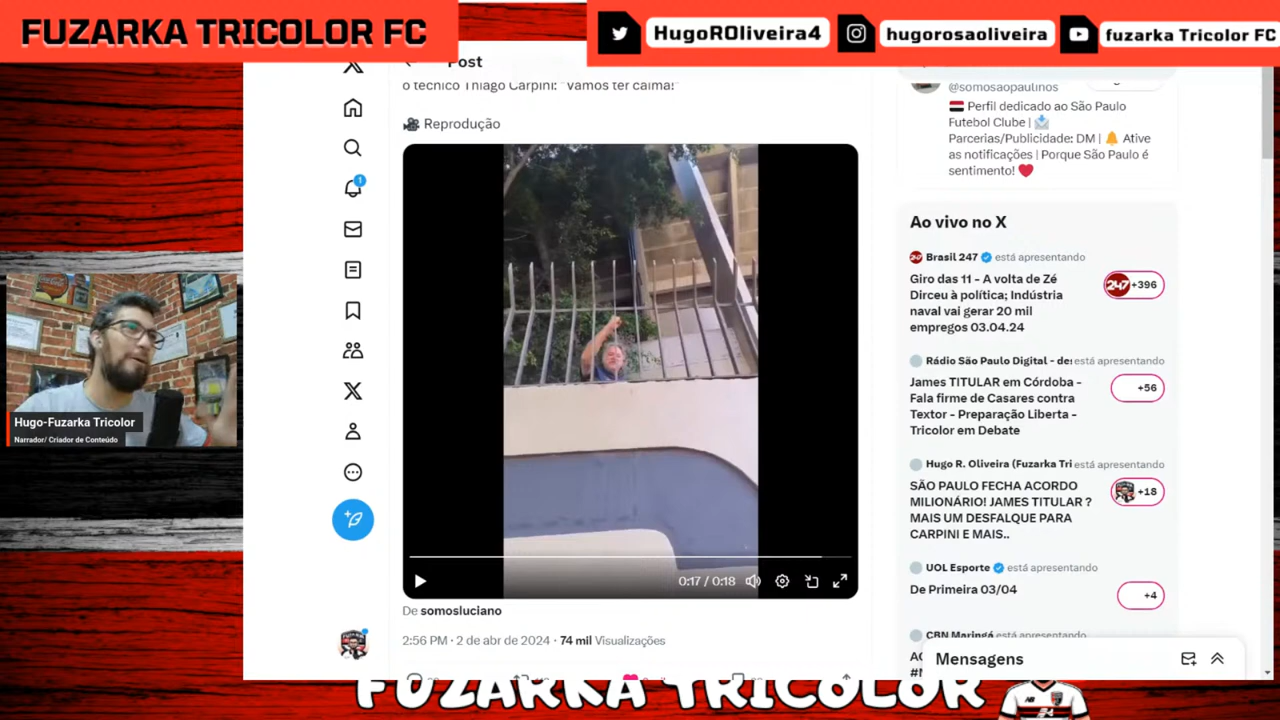 FUZARKA TRICOLOR FC
HugoROliveira4
hugorosaoliveira
fuzarka Tricolor FC
Post
o técnico Thiago Carpini: "Vamos ter calma!"
🎥 Reprodução
0:17 / 0:18
De somosluciano
2:56 PM · 2 de abr de 2024 · 74 mil Visualizações
1
@somosaopaulinos
Perfil dedicado ao São Paulo
Futebol Clube | 📩
Parcerias/Publicidade: DM | 🔔 Ative
as notificações | Porque São Paulo é
sentimento! ❤️
Ao vivo no X
247 Brasil 247 está apresentando
Giro das 11 - A volta de Zé
Dirceu à política; Indústria
naval vai gerar 20 mil
empregos 03.04.24
247 +396
Rádio São Paulo Digital - de: está apresentando
James TITULAR em Córdoba -
Fala firme de Casares contra
Textor - Preparação Liberta -
Tricolor em Debate
+56
Hugo R. Oliveira (Fuzarka Tri está apresentando
SÃO PAULO FECHA ACORDO
MILIONÁRIO! JAMES TITULAR ?
MAIS UM DESFALQUE PARA
CARPINI E MAIS..
+18
UOL Esporte está apresentando
De Primeira 03/04
+4
CBN Maringá está apresentando
Mensagens
Hugo-Fuzarka Tricolor
Narrador/ Criador de Conteúdo
FUZARKA TRICOLOR